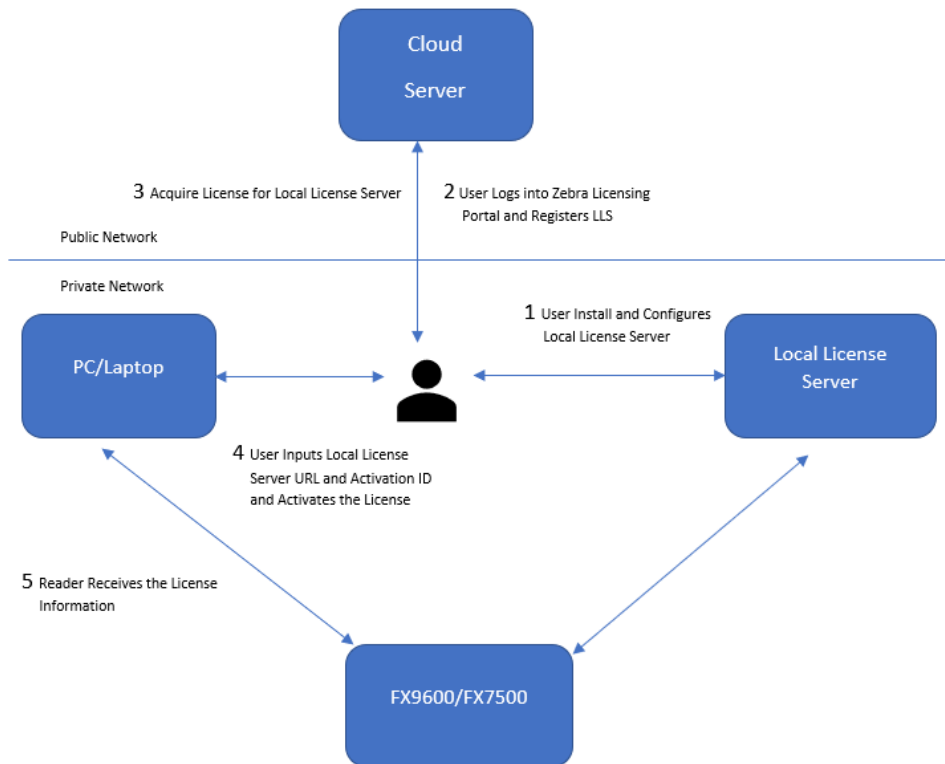 Cloud
Server
3 Acquire License for Local License Server
2 User Logs into Zebra Licensing
Portal and Registers LLS
Public Network
Private Network
1 User Install and Configures
Local License Server
PC/Laptop
Local License
Server
4 User Inputs Local License
Server URL and Activation ID
and Activates the License
5 Reader Receives the License
Information
FX9600/FX7500